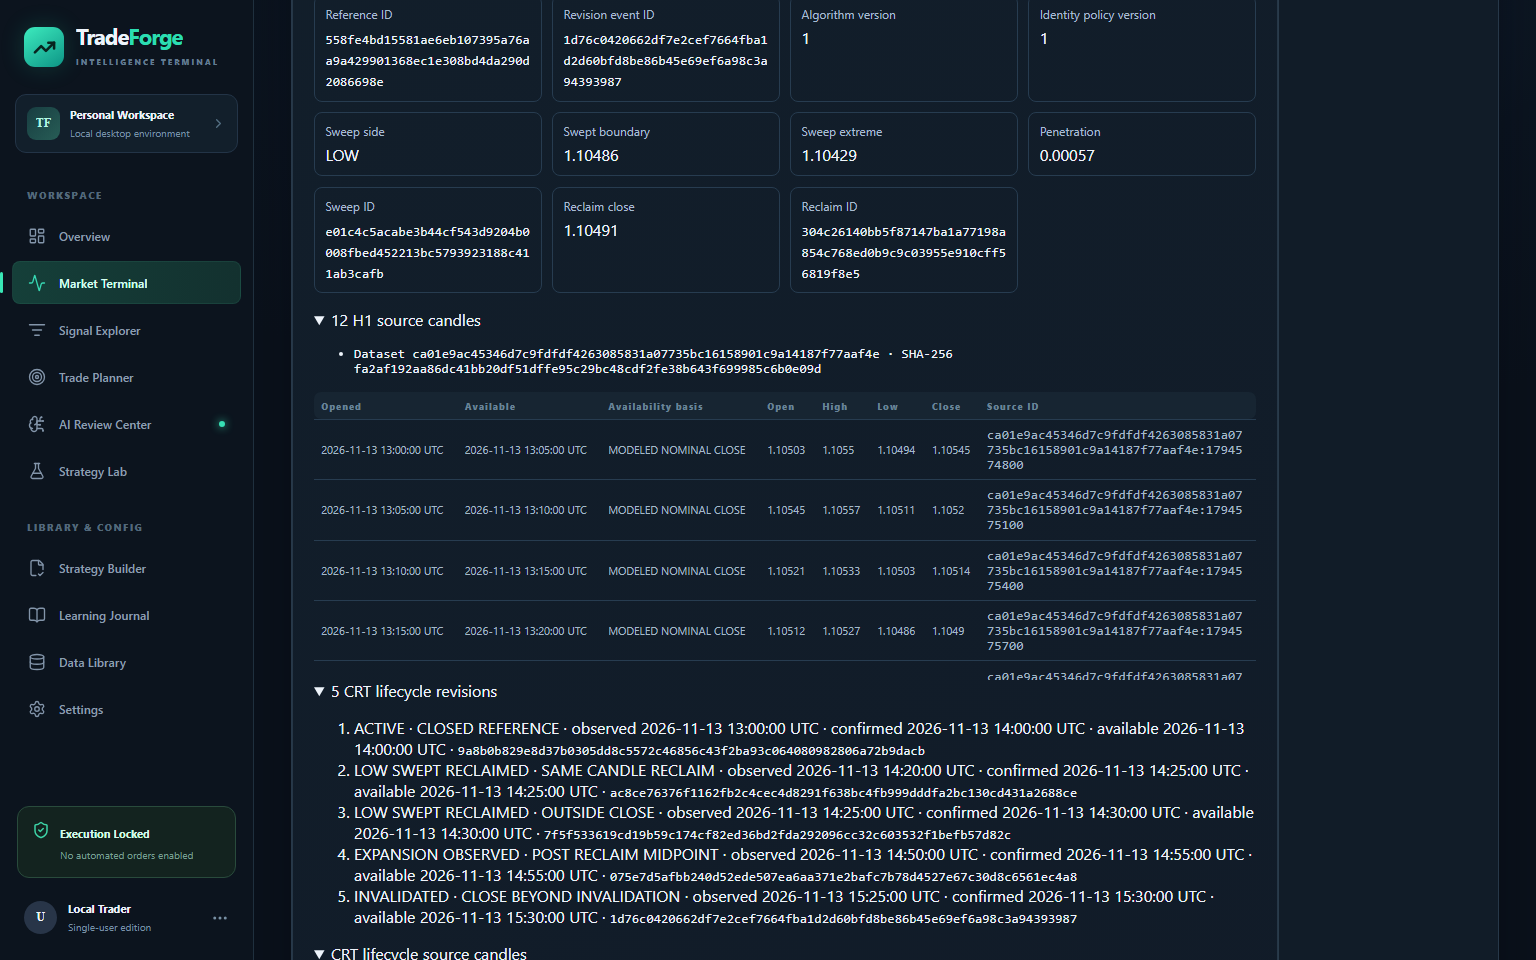 TradeForge
INTELLIGENCE TERMINAL
TF
Personal Workspace
Local desktop environment
WORKSPACE
Overview
Market Terminal
Signal Explorer
Trade Planner
AI Review Center
Strategy Lab
LIBRARY & CONFIG
Strategy Builder
Learning Journal
Data Library
Settings
Execution Locked
No automated orders enabled
U
Local Trader
Single-user edition
Reference ID
558fe4bd15581ae6eb107395a76a
a9a429901368ec1e308bd4da290d
2086698e
Revision event ID
1d76c0420662df7e2cef7664fba1
d2d60bfd8be86b45e69ef6a98c3a
94393987
Algorithm version
1
Identity policy version
1
Sweep side
LOW
Swept boundary
1.10486
Sweep extreme
1.10429
Penetration
0.00057
Sweep ID
e01c4c5acabe3b44cf543d9204b0
008fbed452213bc5793923188c41
1ab3cafb
Reclaim close
1.10491
Reclaim ID
304c26140bb5f87147ba1a77198a
854c768ed0b9c9c03955e910cff5
6819f8e5
▼ 12 H1 source candles
• Dataset ca01e9ac45346d7c9fdfdf4263085831a07735bc16158901c9a14187f77aaf4e · SHA-256
fa2af192aa86dc41bb20df51dffe95c29bc48cdf2fe38b643f699985c6b0e09d
Opened Available Availability basis Open High Low Close Source ID
2026-11-13 13:00:00 UTC 2026-11-13 13:05:00 UTC MODELED NOMINAL CLOSE 1.10503 1.1055 1.10494 1.10545 ca01e9ac45346d7c9fdfdf4263085831a07
735bc16158901c9a14187f77aaf4e:17945
74800
2026-11-13 13:05:00 UTC 2026-11-13 13:10:00 UTC MODELED NOMINAL CLOSE 1.10545 1.10557 1.10511 1.1052 ca01e9ac45346d7c9fdfdf4263085831a07
735bc16158901c9a14187f77aaf4e:17945
75100
2026-11-13 13:10:00 UTC 2026-11-13 13:15:00 UTC MODELED NOMINAL CLOSE 1.10521 1.10533 1.10503 1.10514 ca01e9ac45346d7c9fdfdf4263085831a07
735bc16158901c9a14187f77aaf4e:17945
75400
2026-11-13 13:15:00 UTC 2026-11-13 13:20:00 UTC MODELED NOMINAL CLOSE 1.10512 1.10527 1.10486 1.1049 ca01e9ac45346d7c9fdfdf4263085831a07
735bc16158901c9a14187f77aaf4e:17945
75700
ca01e9ac45346d7c9fdfdf4263085831a07
▼ 5 CRT lifecycle revisions
1. ACTIVE · CLOSED REFERENCE · observed 2026-11-13 13:00:00 UTC · confirmed 2026-11-13 14:00:00 UTC · available 2026-11-13
14:00:00 UTC · 9a8b0b829e8d37b0305dd8c5572c46856c43f2ba93c064080982806a72b9dacb
2. LOW SWEPT RECLAIMED · SAME CANDLE RECLAIM · observed 2026-11-13 14:20:00 UTC · confirmed 2026-11-13 14:25:00 UTC ·
available 2026-11-13 14:25:00 UTC · ac8ce76376f1162fb2c4cec4d8291f638bc4fb999dddfa2bc130cd431a2688ce
3. LOW SWEPT RECLAIMED · OUTSIDE CLOSE · observed 2026-11-13 14:25:00 UTC · confirmed 2026-11-13 14:30:00 UTC · available
2026-11-13 14:30:00 UTC · 7f5f533619cd19b59c174cf82ed36bd2fda292096cc32c603532f1befb57d82c
4. EXPANSION OBSERVED · POST RECLAIM MIDPOINT · observed 2026-11-13 14:50:00 UTC · confirmed 2026-11-13 14:55:00 UTC ·
available 2026-11-13 14:55:00 UTC · 075e7d5afbb240d52ede507ea6aa371e2bafc7b78d4527e67c30d8c6561ec4a8
5. INVALIDATED · CLOSE BEYOND INVALIDATION · observed 2026-11-13 15:25:00 UTC · confirmed 2026-11-13 15:30:00 UTC ·
available 2026-11-13 15:30:00 UTC · 1d76c0420662df7e2cef7664fba1d2d60bfd8be86b45e69ef6a98c3a94393987
▼ CRT lifecycle source candles